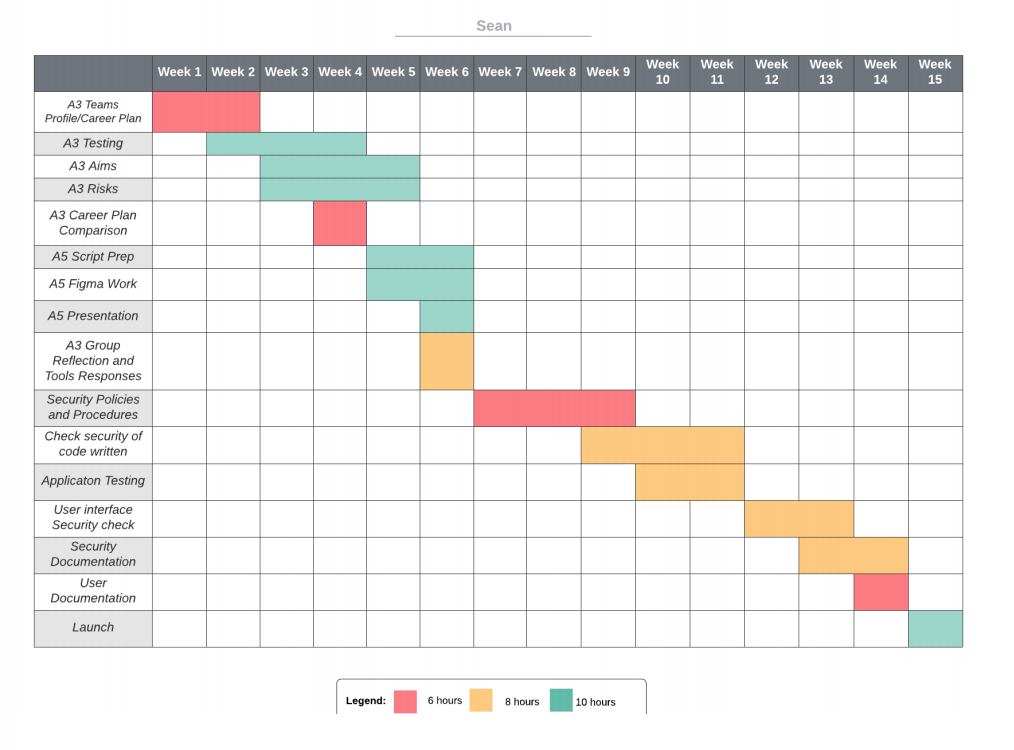 Sean
Week 1 Week 2 Week 3 Week 4 Week 5 Week 6 Week 7 Week 8 Week 9 Week 10 Week 11 Week 12 Week 13 Week 14 Week 15
A3 Teams
Profile/Career Plan
A3 Testing
A3 Aims
A3 Risks
A3 Career Plan
Comparison
A5 Script Prep
A5 Figma Work
A5 Presentation
A3 Group
Reflection and
Tools Responses
Security Policies
and Procedures
Check security of
code written
Applicaton Testing
User interface
Security check
Security
Documentation
User
Documentation
Launch
Legend: 6 hours 8 hours 10 hours